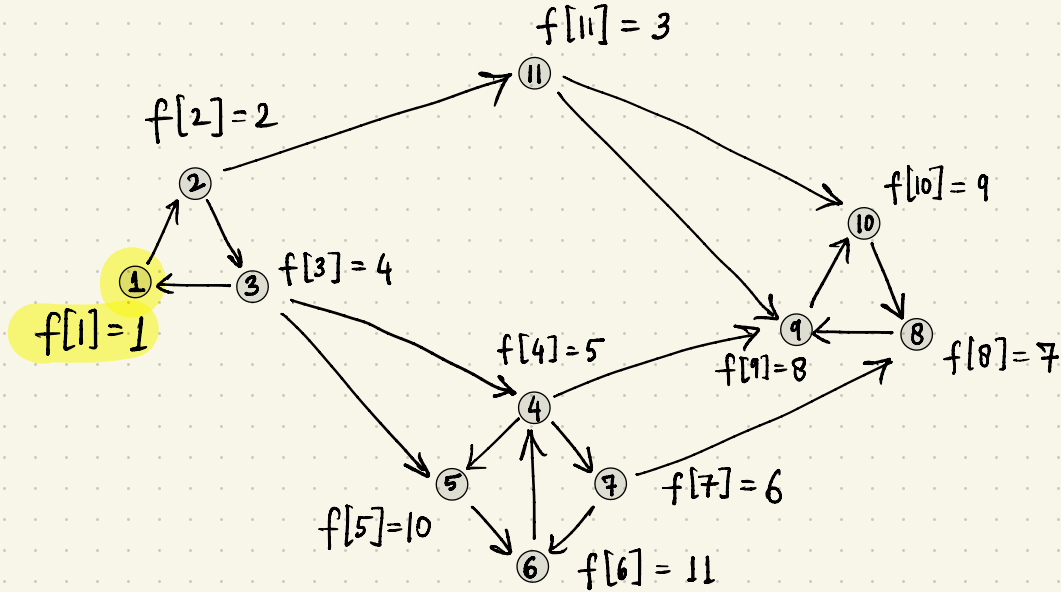 f[11] = 3
11
f[2]=2
2
f[10] = 9
10
1
3
f[3] = 4
f[1]=1
9
8
f[4]=5
f[9]=8
f[8]=7
4
5
7
f[7]=6
f[5]=10
6
f[6] = 11